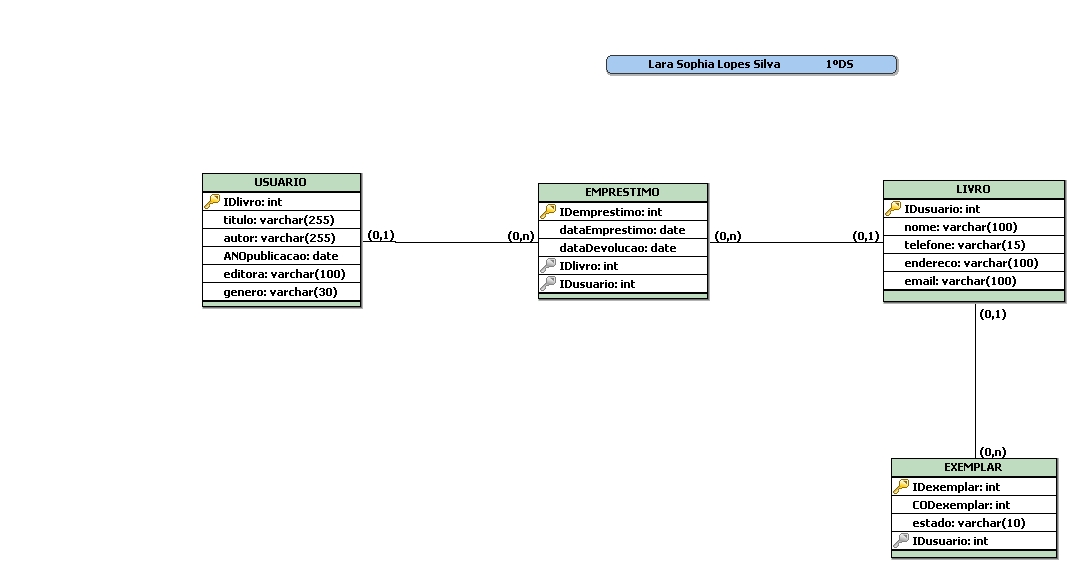 Lara Sophia Lopes Silva 1ºDS
USUARIO
IDlivro: int
titulo: varchar(255)
autor: varchar(255)
ANOpublicacao: date
editora: varchar(100)
genero: varchar(30)
(0,1)
(0,n)
EMPRESTIMO
IDemprestimo: int
dataEmprestimo: date
dataDevolucao: date
IDlivro: int
IDusuario: int
(0,n)
(0,1)
LIVRO
IDusuario: int
nome: varchar(100)
telefone: varchar(15)
endereco: varchar(100)
email: varchar(100)
(0,1)
(0,n)
EXEMPLAR
IDexemplar: int
CODexemplar: int
estado: varchar(10)
IDusuario: int